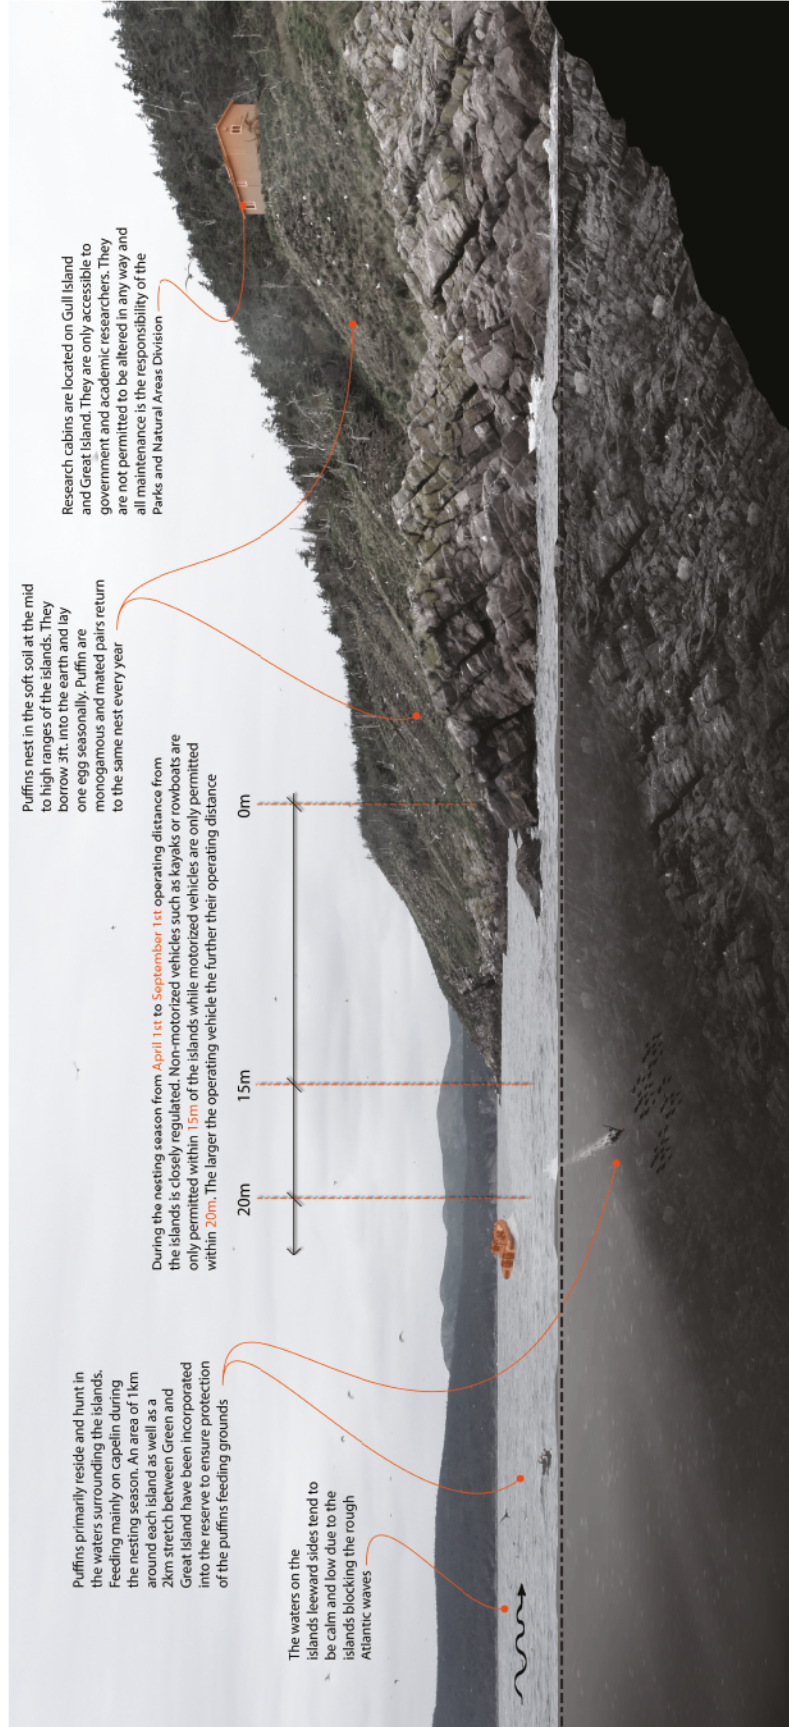 Puffins primarily reside and hunt in
the waters surrounding the islands.
Feeding mainly on capelin during
the nesting season. An area of 1km
around each island as well as a
2km stretch between Green and
Great Island have been incorporated
into the reserve to ensure protection
of the puffins feeding grounds
The waters on the
islands leeward sides tend to
be calm and low due to the
islands blocking the rough
Atlantic waves
During the nesting season from April 1st to September 1st operating distance from
the islands is closely regulated. Non-motorized vehicles such as kayaks or rowboats are
only permitted within 15m of the islands while motorized vehicles are only permitted
within 20m. The larger the operating vehicle the further their operating distance
20m
15m
0m
Puffins nest in the soft soil at the mid
to high ranges of the islands. They
borrow 3ft. into the earth and lay
one egg seasonally. Puffin are
monogamous and mated pairs return
to the same nest every year
Research cabins are located on Gull Island
and Great Island. They are only accessible to
government and academic researchers. They
are not permitted to be altered in any way and
all maintenance is the responsibility of the
Parks and Natural Areas Division